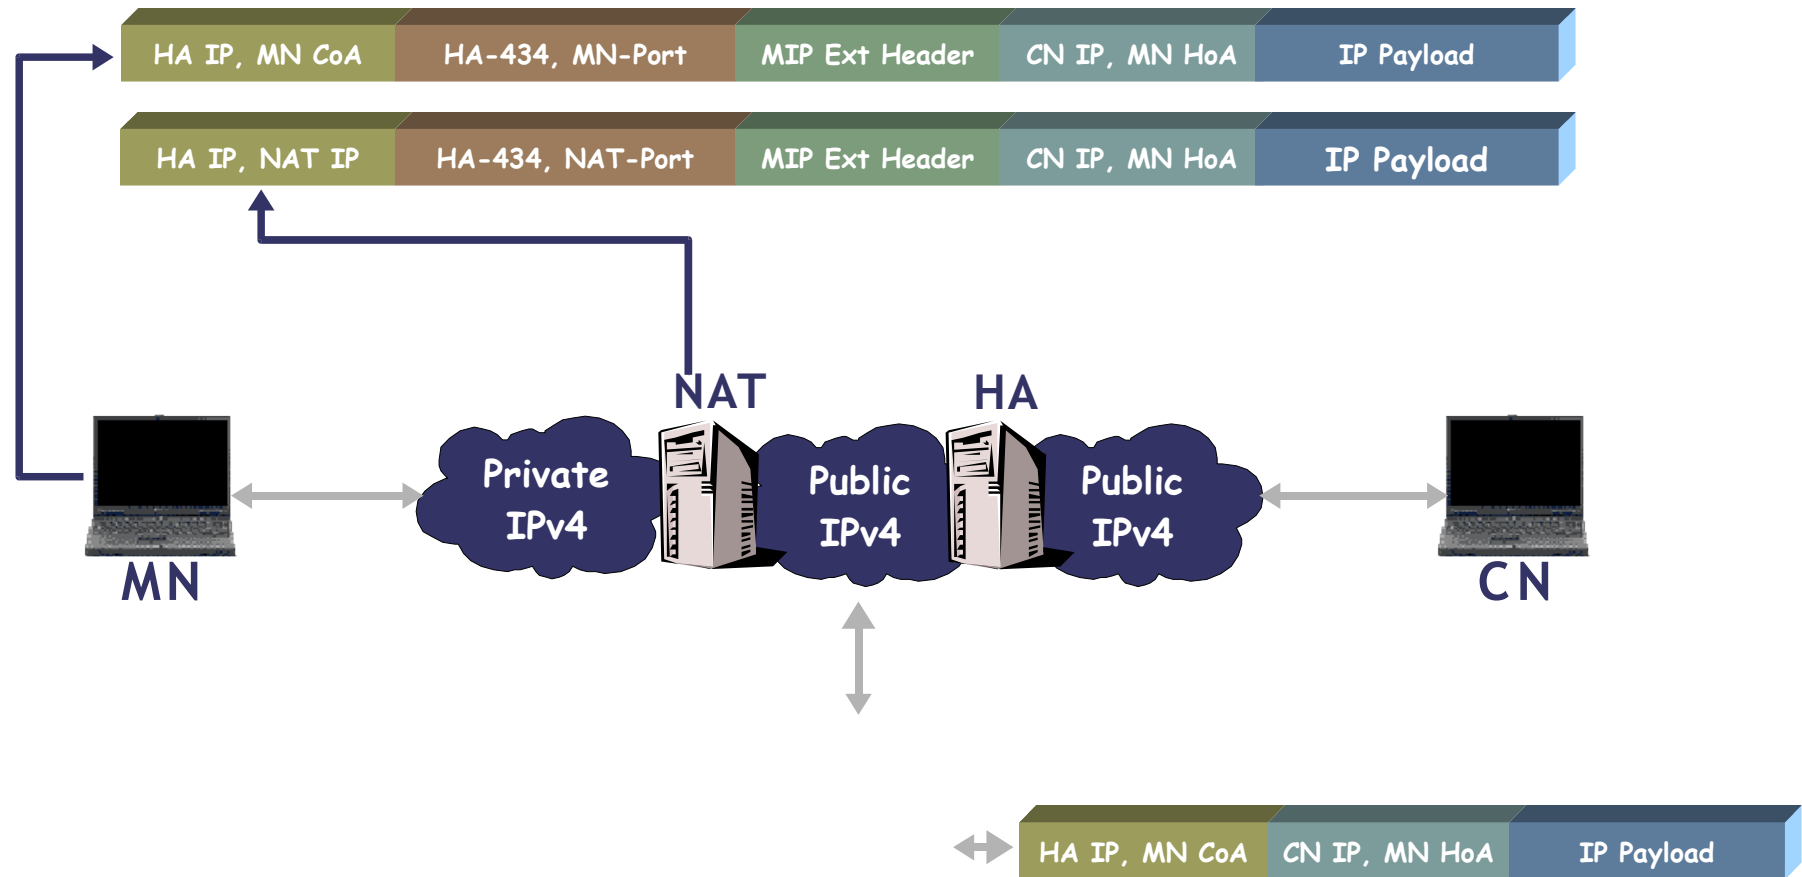 HA IP, MN CoA HA-434, MN-Port MIP Ext Header CN IP, MN HoA IP Payload
HA IP, NAT IP HA-434, NAT-Port MIP Ext Header CN IP, MN HoA IP Payload
NAT HA
Private Public Public
IPv4 IPv4 IPv4
MN CN
HA IP, MN CoA CN IP, MN HoA IP Payload